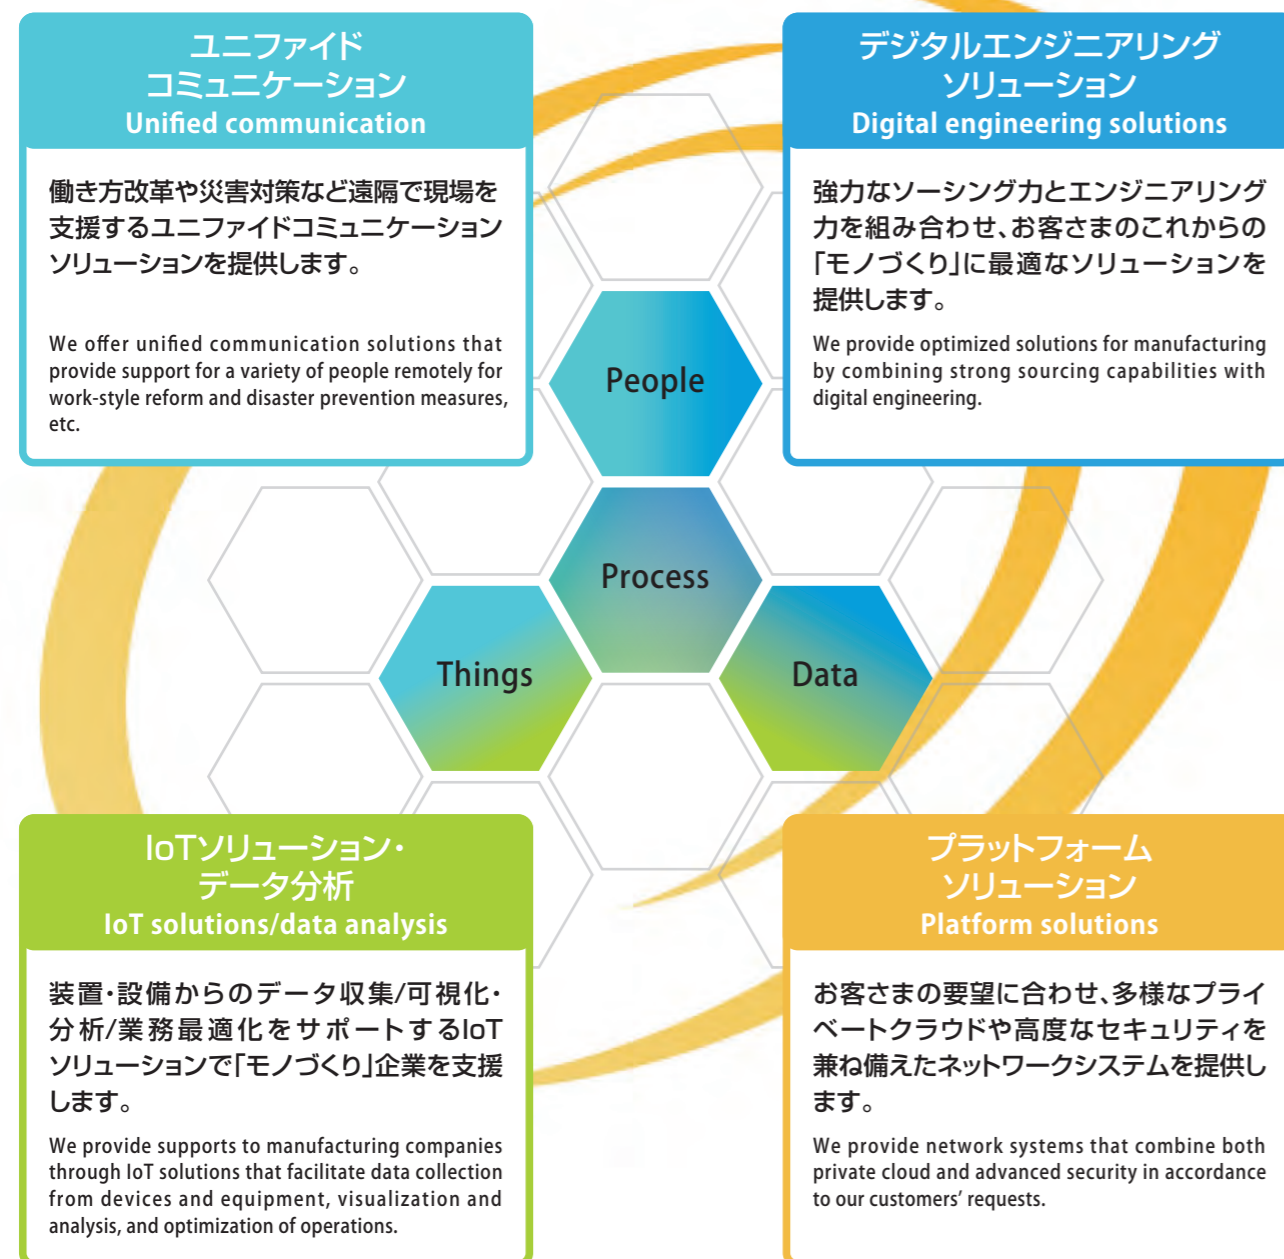 ユニファイド
コミュニケーション
Unified communication
働き方改革や災害対策など遠隔で現場を
支援するユニファイドコミュニケーション
ソリューションを提供します。
We offer unified communication solutions that
provide support for a variety of people remotely for
work-style reform and disaster prevention measures,
etc.
デジタルエンジニアリング
ソリューション
Digital engineering solutions
強力なソーシング力とエンジニアリング
力を組み合わせ、お客さまのこれからの
「モノづくり」に最適なソリューションを
提供します。
We provide optimized solutions for manufacturing
by combining strong sourcing capabilities with
digital engineering.
People
Process
Things
Data
IoTソリューション・
データ分析
IoT solutions/data analysis
装置・設備からのデータ収集/可視化・
分析/業務最適化をサポートするIoT
ソリューションで「モノづくり」企業を支援
します。
We provide supports to manufacturing companies
through IoT solutions that facilitate data collection
from devices and equipment, visualization and
analysis, and optimization of operations.
プラットフォーム
ソリューション
Platform solutions
お客さまの要望に合わせ、多様なプライ
ベートクラウドや高度なセキュリティを
兼ね備えたネットワークシステムを提供し
ます。
We provide network systems that combine both
private cloud and advanced security in accordance
to our customers’ requests.